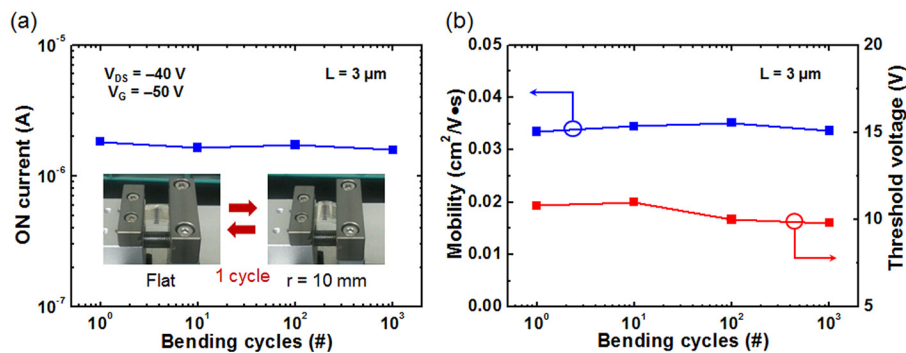 (a)
10⁻⁵
10⁻⁶
10⁻⁷
ON current (A)
V_DS = –40 V
V_G = –50 V
L = 3 µm
Flat
1 cycle
r = 10 mm
10⁰ 10¹ 10² 10³
Bending cycles (#)
(b)
0.05
0.04
0.03
0.02
0.01
0.00
Mobility (cm²/V•s)
L = 3 µm
20
15
10
5
Threshold voltage (V)
10⁰ 10¹ 10² 10³
Bending cycles (#)